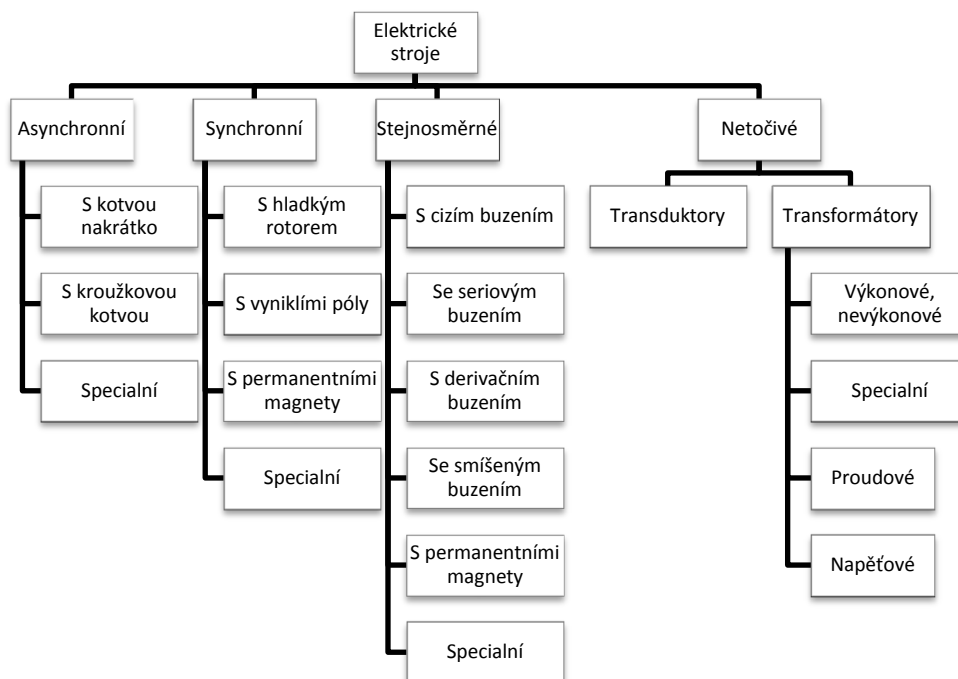 Elektrické
stroje
Asynchronní
Synchronní
Stejnosměrné
Netočivé
S kotvou
nakrátko
S kroužkovou
kotvou
Specialní
S hladkým
rotorem
S vyniklími póly
S permanentními
magnety
Specialní
S cizím buzením
Se seriovým
buzením
S derivačním
buzením
Se smíšeným
buzením
S permanentními
magnety
Specialní
Transduktory
Transformátory
Výkonové,
nevýkonové
Specialní
Proudové
Napěťové